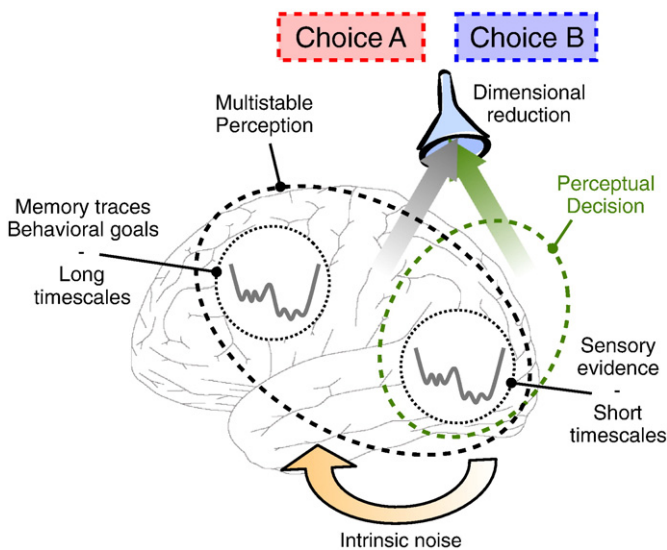 Choice A
Choice B
Dimensional
reduction
Multistable
Perception
Perceptual
Decision
Memory traces
Behavioral goals
-
Long
timescales
Sensory
evidence
-
Short
timescales
Intrinsic noise